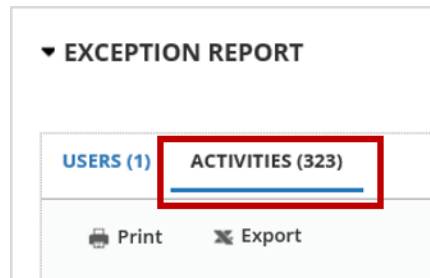 EXCEPTION REPORT
USERS (1) ACTIVITIES (323)
Print Export